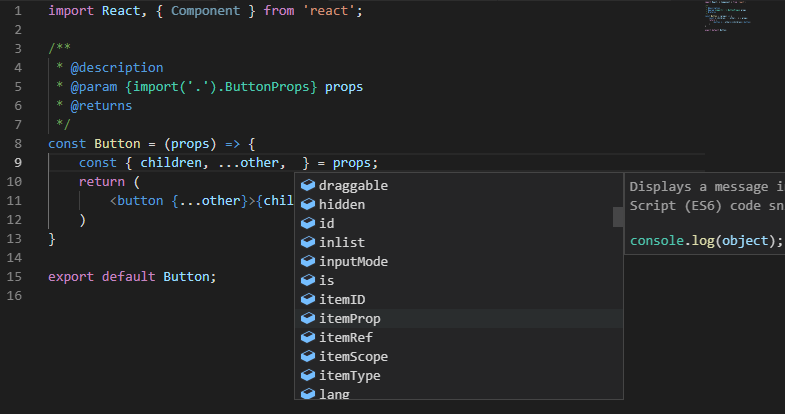 1 import React, { Component } from 'react';
2
3 /**
4  * @description
5  * @param {import('.').ButtonProps} props
6  * @returns
7  */
8 const Button = (props) => {
9     const { children, ...other,  } = props;
10     return (
11         <button {...other}>{chil
12     )
13 }
14
15 export default Button;
16
draggable
hidden
id
inlist
inputMode
is
itemID
itemProp
itemRef
itemScope
itemType
lang
Displays a message in
Script (ES6) code sn
console.log(object);